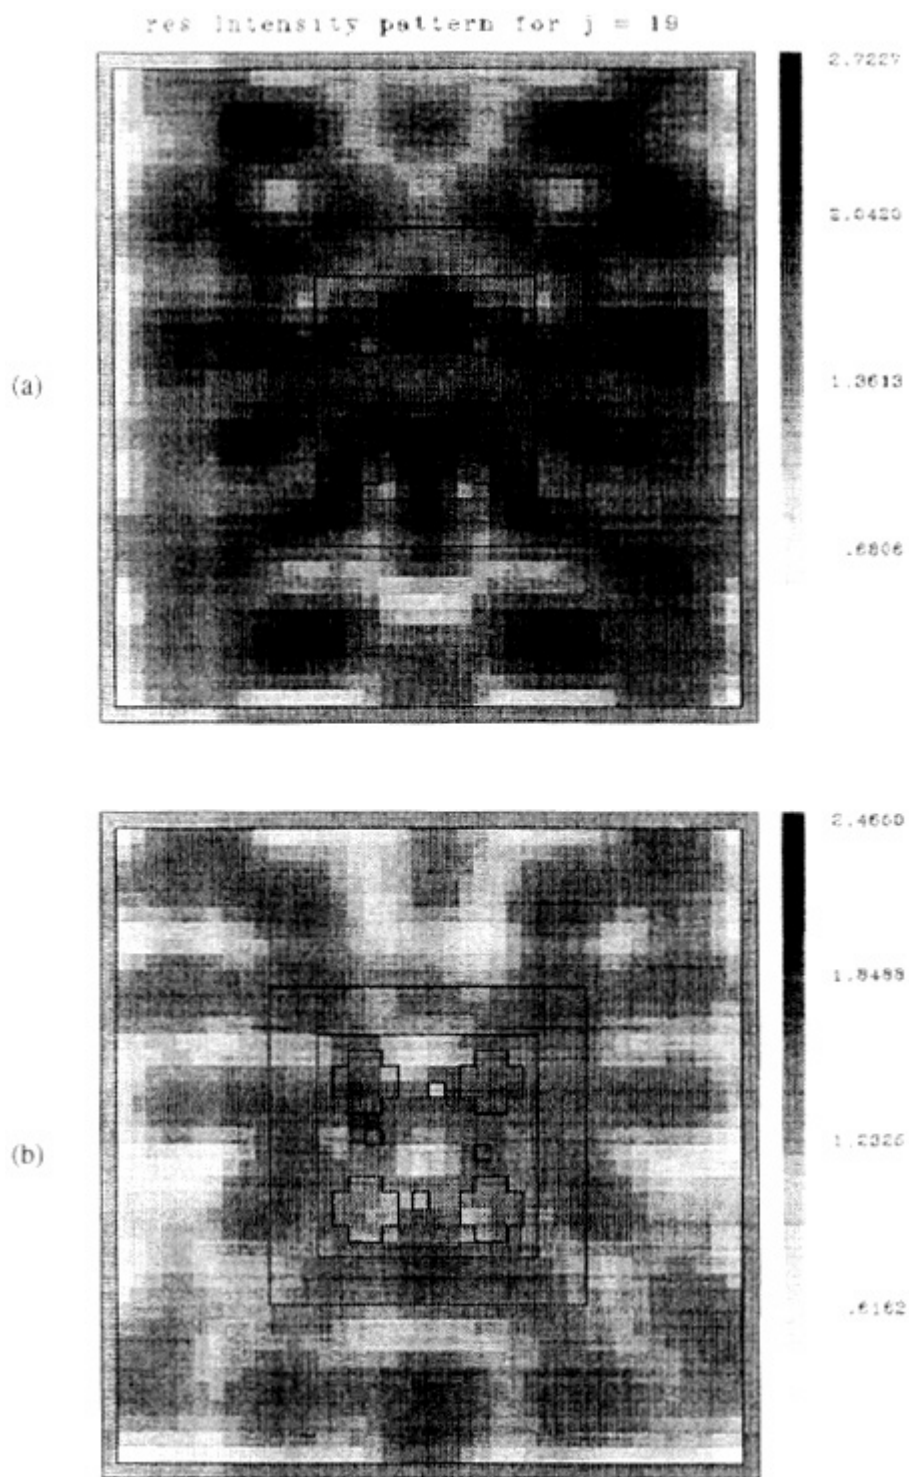 res intensity pattern for j = 19
2.7227
2.0420
1.3613
.6806
(a)
2.4650
1.8488
1.2325
.6162
(b)